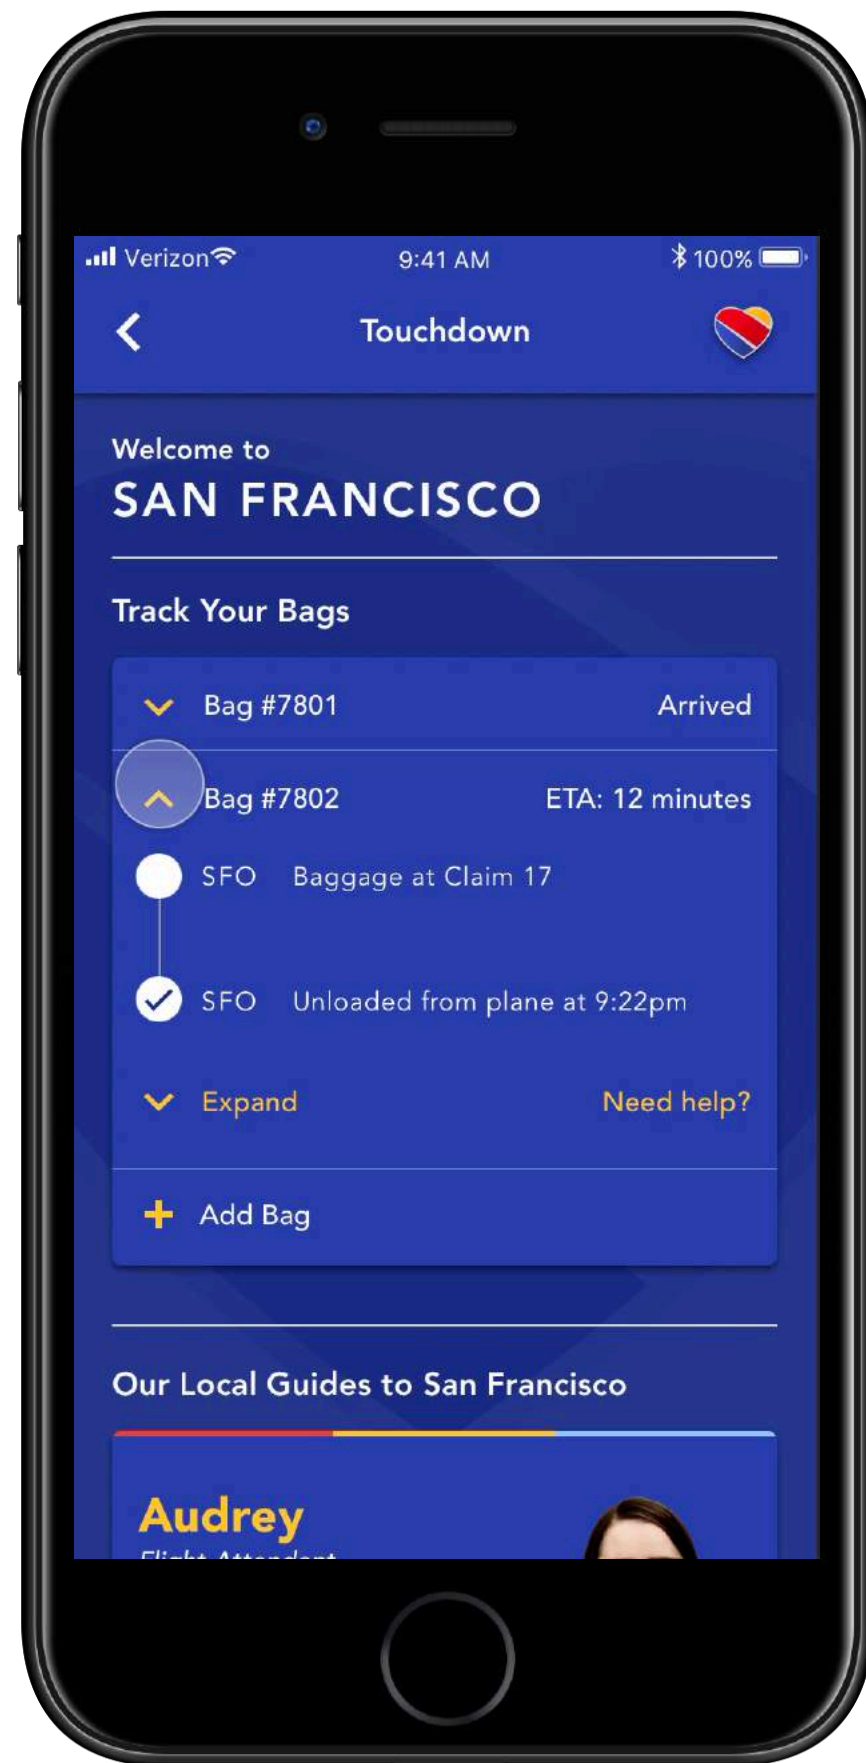 Verizon 9:41 AM 100%
Touchdown
Welcome to
SAN FRANCISCO
Track Your Bags
Bag #7801 Arrived
Bag #7802 ETA: 12 minutes
SFO Baggage at Claim 17
SFO Unloaded from plane at 9:22pm
Expand Need help?
Add Bag
Our Local Guides to San Francisco
Audrey
Flight Attendant